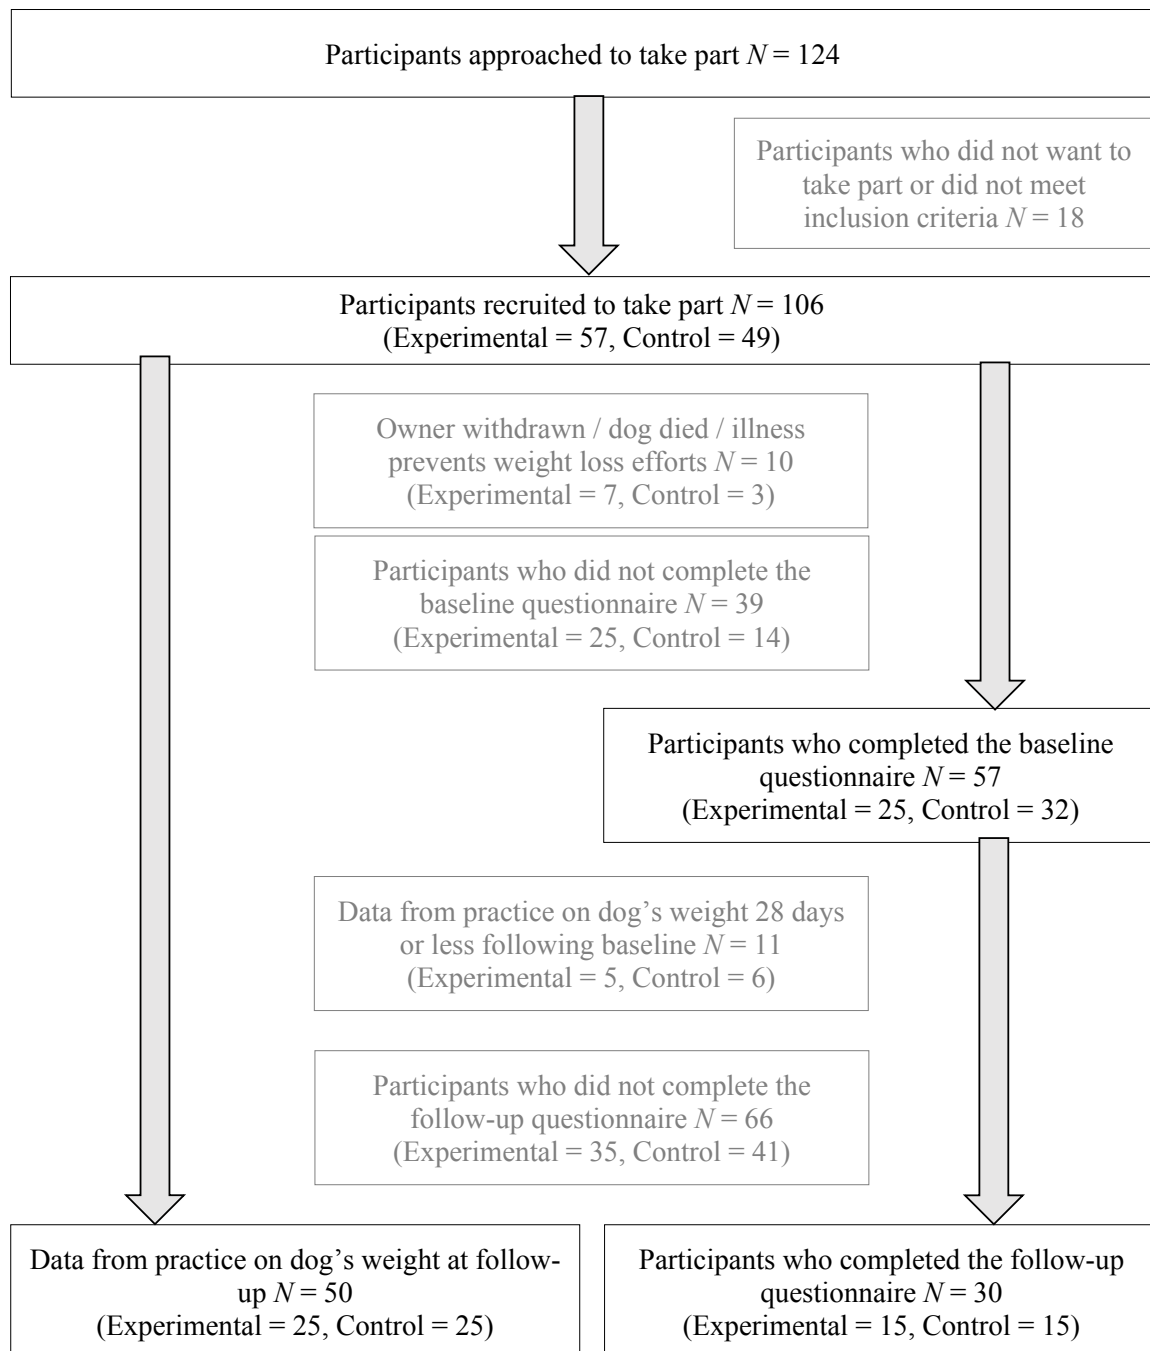 Participants approached to take part N = 124
Participants who did not want to
take part or did not meet
inclusion criteria N = 18
Participants recruited to take part N = 106
(Experimental = 57, Control = 49)
Owner withdrawn / dog died / illness
prevents weight loss efforts N = 10
(Experimental = 7, Control = 3)
Participants who did not complete the
baseline questionnaire N = 39
(Experimental = 25, Control = 14)
Participants who completed the baseline
questionnaire N = 57
(Experimental = 25, Control = 32)
Data from practice on dog’s weight 28 days
or less following baseline N = 11
(Experimental = 5, Control = 6)
Participants who did not complete the
follow-up questionnaire N = 66
(Experimental = 35, Control = 41)
Data from practice on dog’s weight at follow-
up N = 50
(Experimental = 25, Control = 25)
Participants who completed the follow-up
questionnaire N = 30
(Experimental = 15, Control = 15)